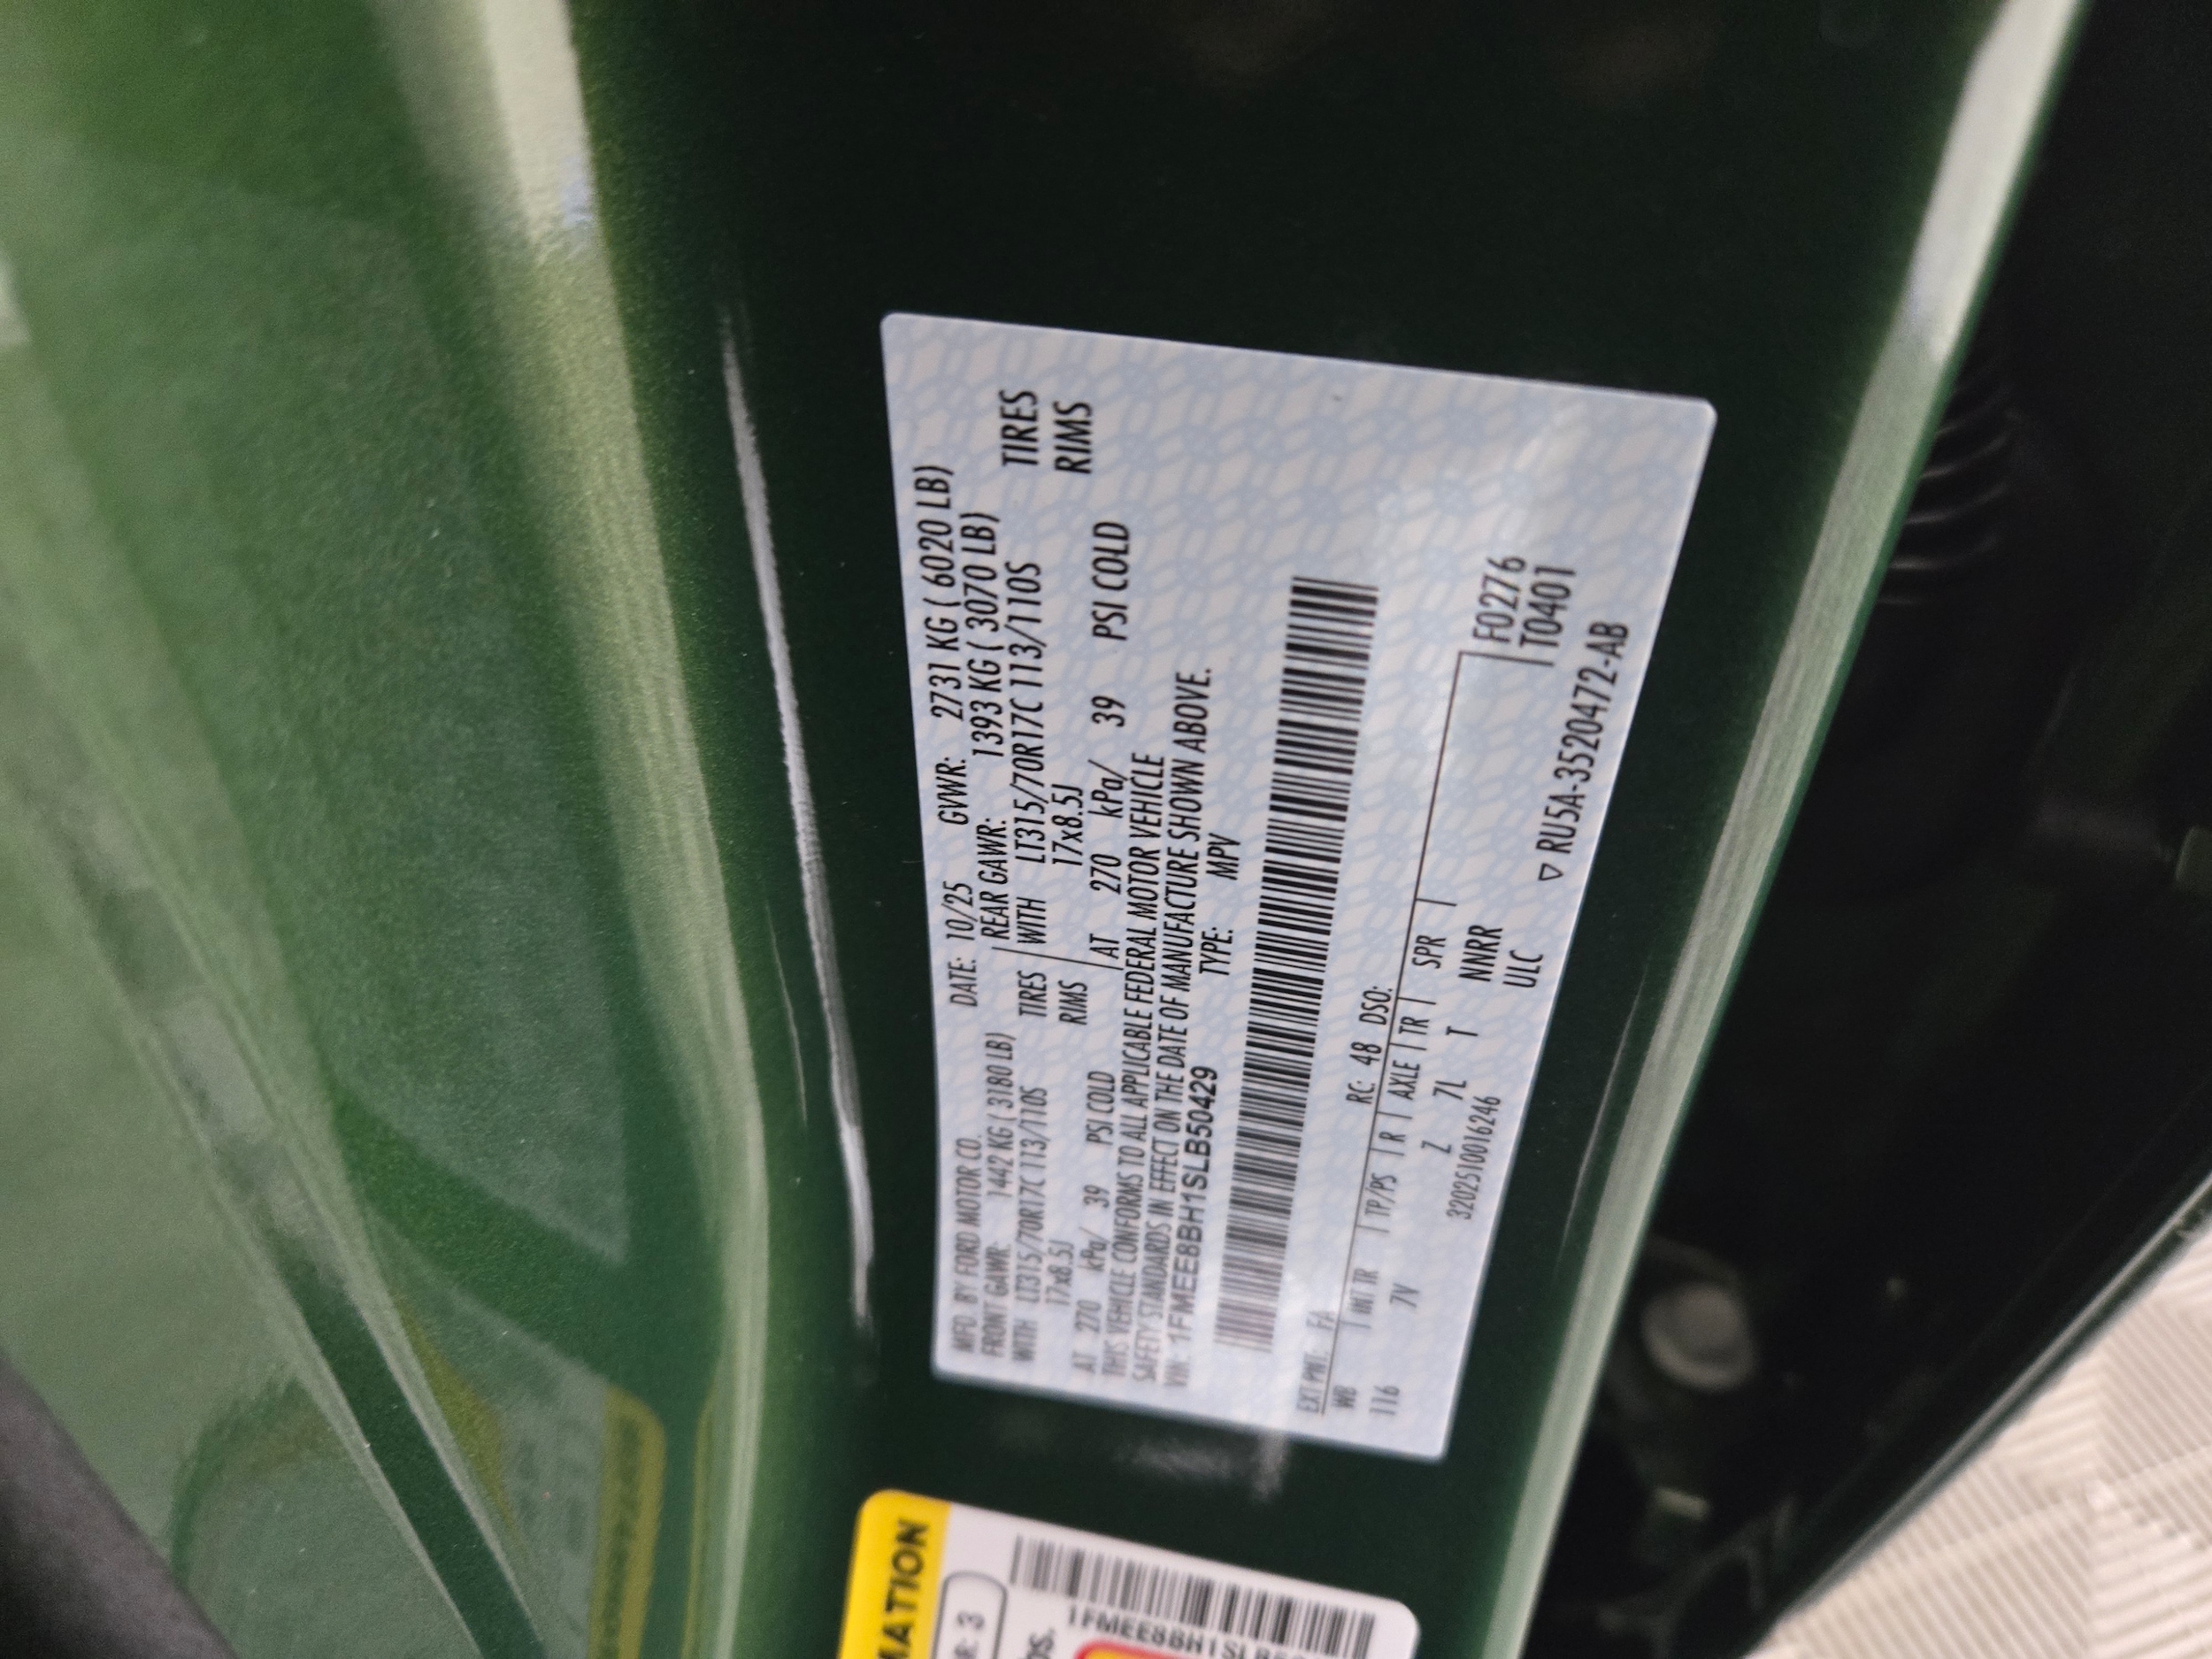 MFD. BY FORD MOTOR CO. DATE: 10/25 GVWR: 2731 KG ( 6020 LB)
FRONT GAWR: 1442 KG ( 3180 LB) REAR GAWR: 1393 KG ( 3070 LB)
WITH LT315/70R17C 113/110S TIRES WITH LT315/70R17C 113/110S TIRES
17x8.5J RIMS 17x8.5J RIMS
AT 270 kPa/ 39 PSI COLD AT 270 kPa/ 39 PSI COLD
THIS VEHICLE CONFORMS TO ALL APPLICABLE FEDERAL MOTOR VEHICLE
SAFETY STANDARDS IN EFFECT ON THE DATE OF MANUFACTURE SHOWN ABOVE.
VIN: 1FMEE8BH1SLB50429 TYPE: MPV
EXT PNT: FA RC: 48 DSO:
WB INT TR TP/PS R AXLE TR SPR F0276
116 7V Z 7L T NNRR T0401
3202510016246 ULC
▽ RU5A-3520472-AB
3
1FMEE8BH1SLB5